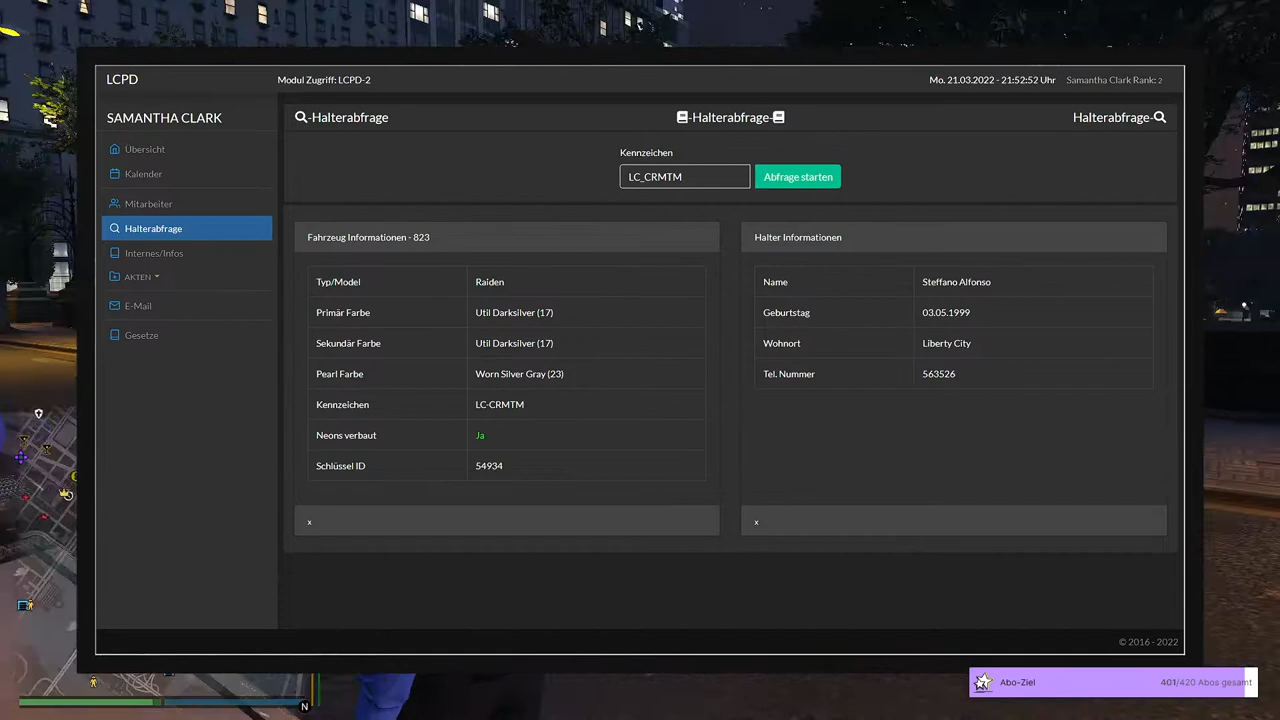 LCPD
Modul Zugriff: LCPD-2
Mo. 21.03.2022 - 21:52:52 Uhr
Samantha Clark Rank: 2
SAMANTHA CLARK
Übersicht
Kalender
Mitarbeiter
Halterabfrage
Internes/Infos
AKTEN
E-Mail
Gesetze
-Halterabfrage
-Halterabfrage-
Halterabfrage-
Kennzeichen
LC_CRMTM
Abfrage starten
Fahrzeug Informationen - 823
Typ/Model Raiden
Primär Farbe Util Darksilver (17)
Sekundär Farbe Util Darksilver (17)
Pearl Farbe Worn Silver Gray (23)
Kennzeichen LC-CRMTM
Neons verbaut Ja
Schlüssel ID 54934
x
Halter Informationen
Name Steffano Alfonso
Geburtstag 03.05.1999
Wohnort Liberty City
Tel. Nummer 563526
x
© 2016 - 2022
Abo-Ziel 401/420 Abos gesamt
N